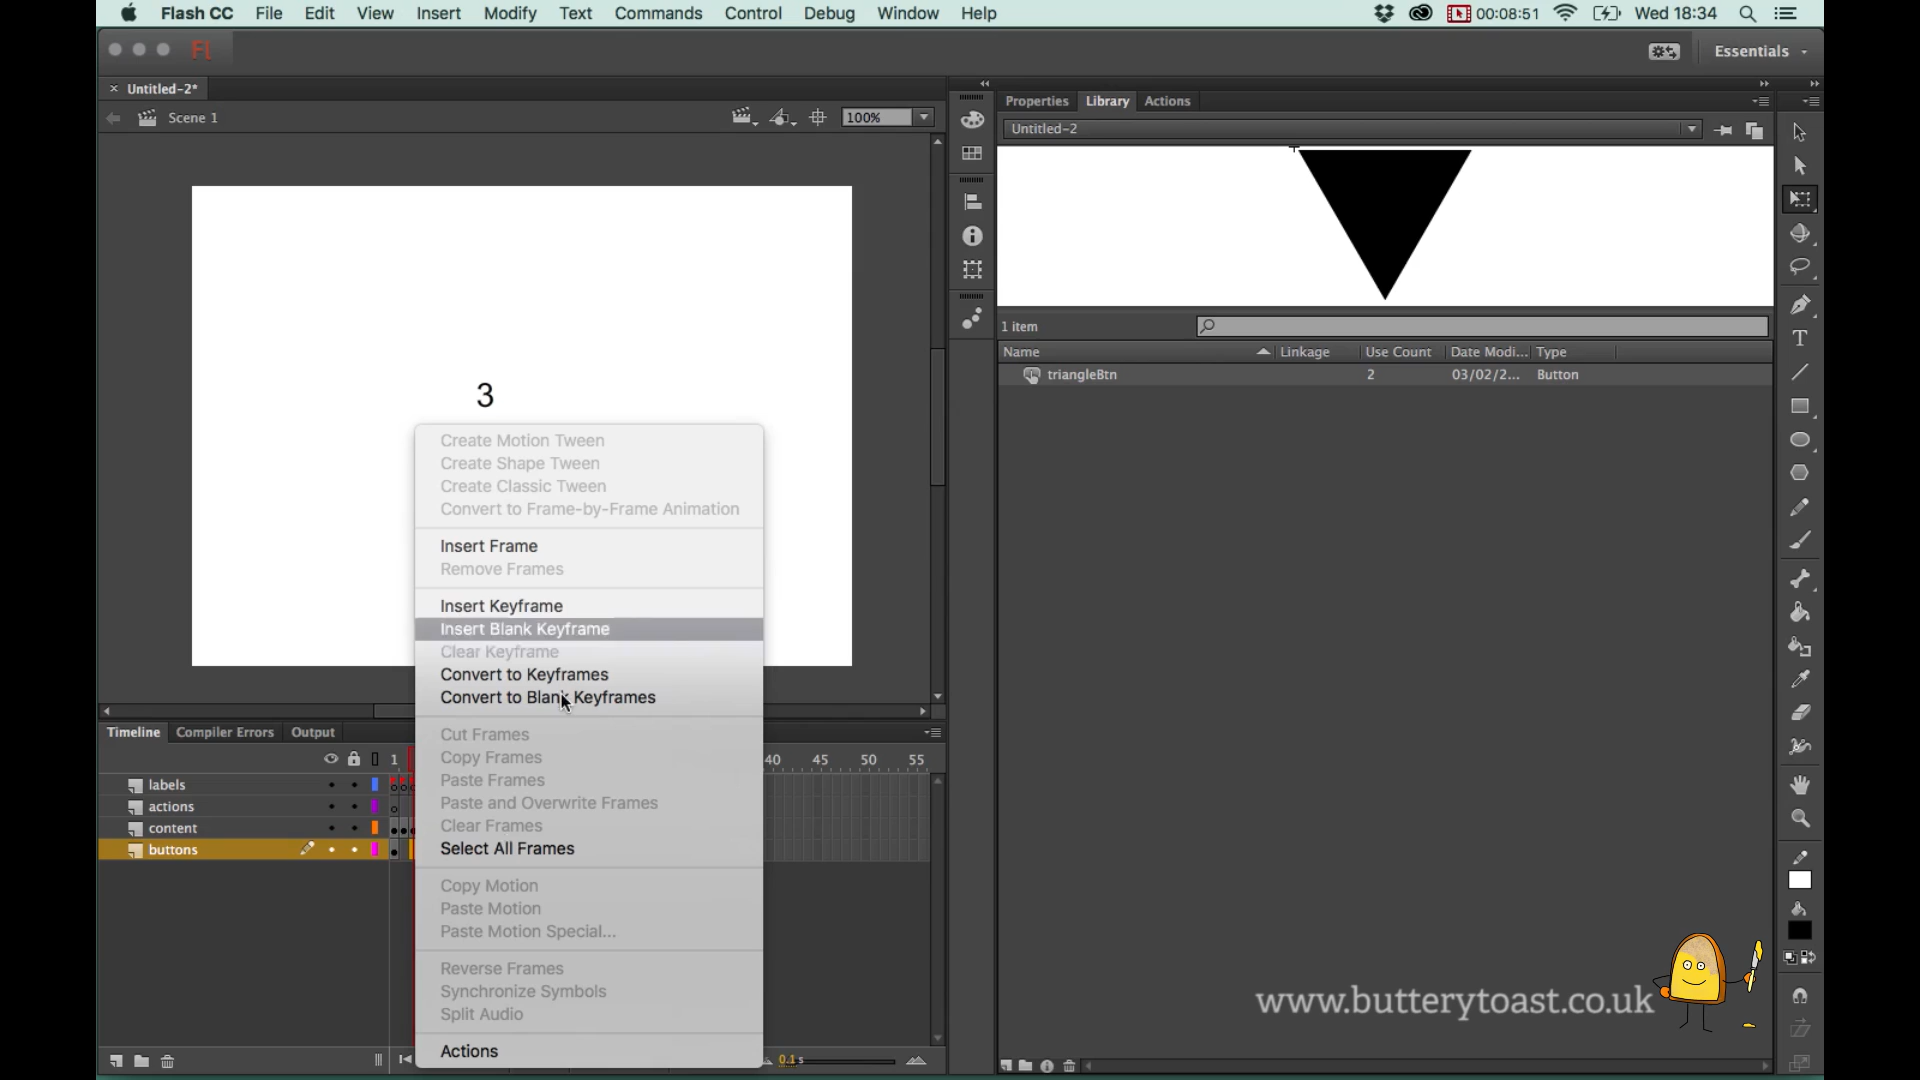 Flash CC File Edit View Insert Modify Text Commands Control Debug Window Help 00:08:51 Wed 18:34
Fl Essentials
× Untitled-2*
Scene 1 100%
Properties Library Actions
Untitled-2
1 item
Name Linkage Use Count Date Modi... Type
triangleBtn 2 03/02/2... Button
3
Create Motion Tween
Create Shape Tween
Create Classic Tween
Convert to Frame-by-Frame Animation
Insert Frame
Remove Frames
Insert Keyframe
Insert Blank Keyframe
Clear Keyframe
Convert to Keyframes
Convert to Blank Keyframes
Cut Frames
Copy Frames
Paste Frames
Paste and Overwrite Frames
Clear Frames
Select All Frames
Copy Motion
Paste Motion
Paste Motion Special...
Reverse Frames
Synchronize Symbols
Split Audio
Actions
Timeline Compiler Errors Output
1 40 45 50 55
labels
actions
content
buttons
0.1s
www.butterytoast.co.uk